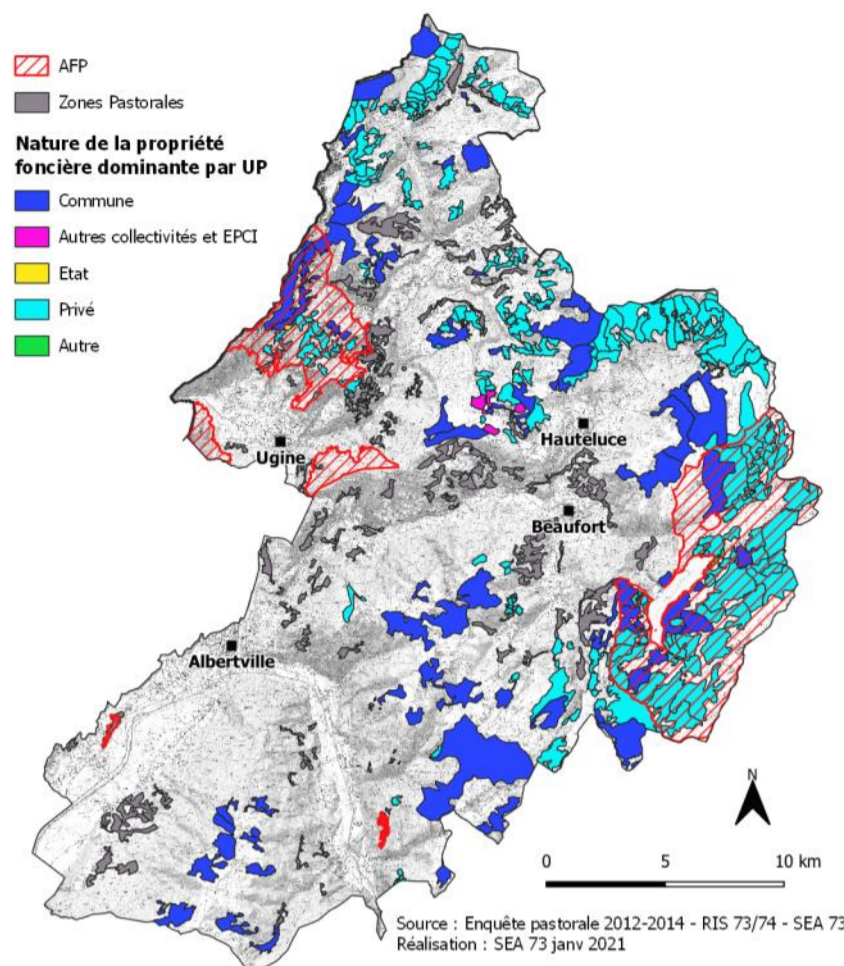 AFP
Zones Pastorales
Nature de la propriété
foncière dominante par UP
Commune
Autres collectivités et EPCI
Etat
Privé
Autre
Ugine
Hauteluce
Beaufort
Albertville
N
0 5 10 km
Source : Enquête pastorale 2012-2014 - RIS 73/74 - SEA 73
Réalisation : SEA 73 janv 2021